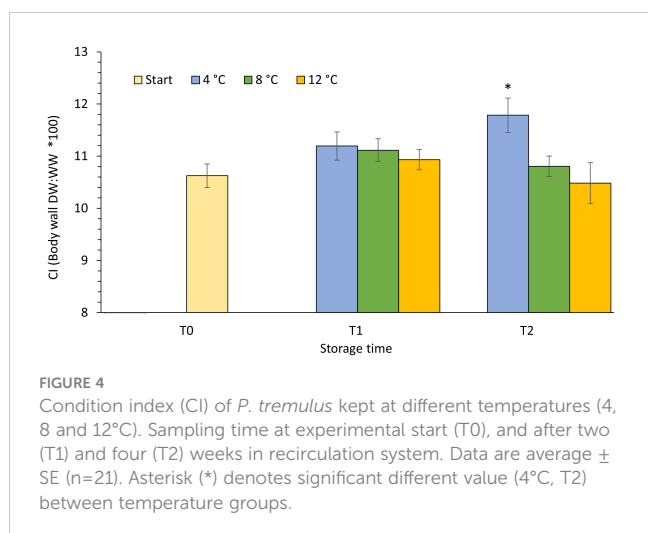 13
12
11
10
9
8
CI (Body wall DW:WW *100)
Start 4 °C 8 °C 12 °C
*
T0 T1 T2
Storage time
FIGURE 4
Condition index (CI) of P. tremulus kept at different temperatures (4,
8 and 12°C). Sampling time at experimental start (T0), and after two
(T1) and four (T2) weeks in recirculation system. Data are average ±
SE (n=21). Asterisk (*) denotes significant different value (4°C, T2)
between temperature groups.